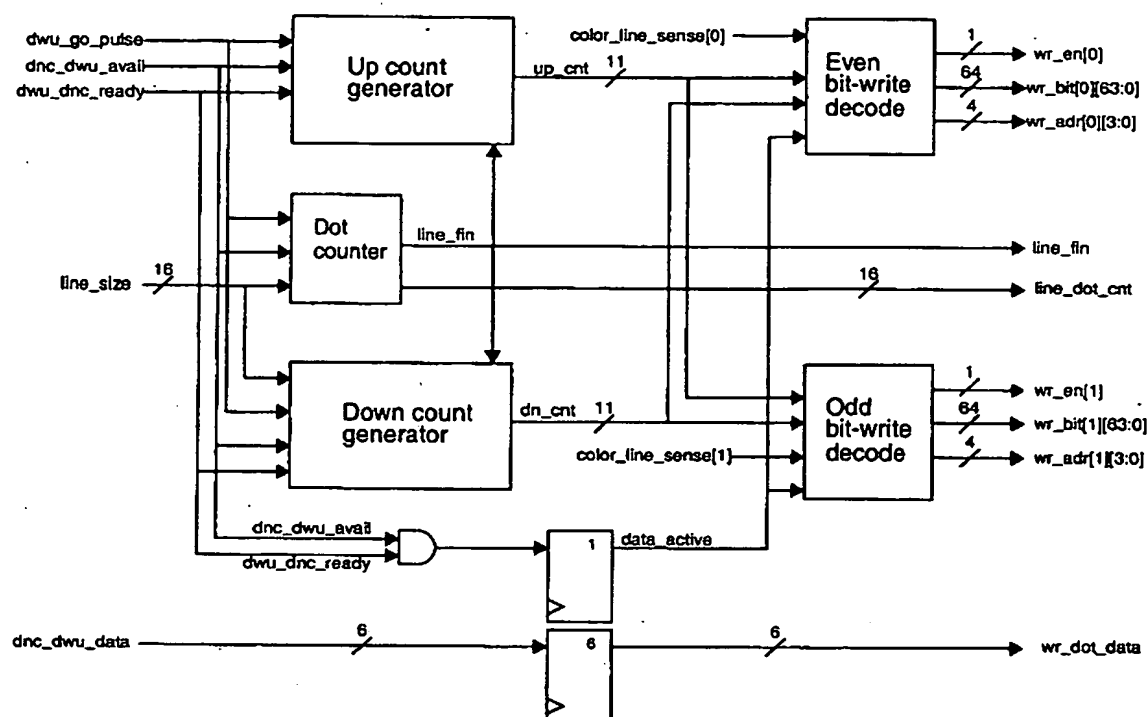 dwu_go_pulse
dnc_dwu_avail
dwu_dnc_ready
Up count
generator
up_cnt
11
color_line_sense[0]
Even
bit-write
decode
1
wr_en[0]
64
wr_bit[0][63:0]
4
wr_adr[0][3:0]
line_size
16
Dot
counter
line_fin
line_fin
16
line_dot_cnt
Down count
generator
dn_cnt
11
color_line_sense[1]
Odd
bit-write
decode
1
wr_en[1]
64
wr_bit[1][63:0]
4
wr_adr[1][3:0]
dnc_dwu_avail
dwu_dnc_ready
1
data_active
dnc_dwu_data
6
6
6
wr_dot_data